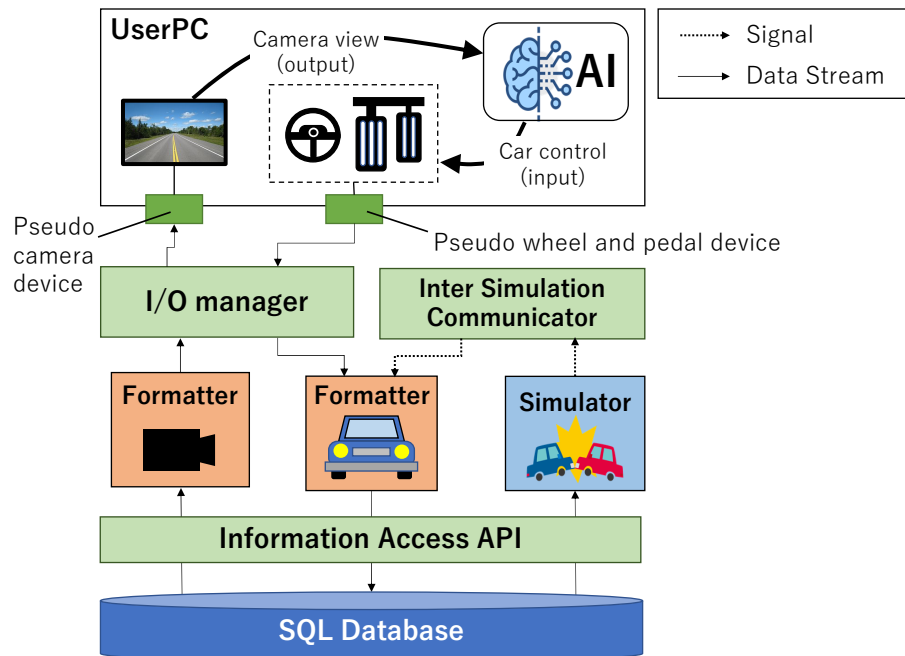 UserPC
Camera view
(output)
AI
Car control
(input)
Signal
Data Stream
Pseudo
camera
device
Pseudo wheel and pedal device
I/O manager
Inter Simulation
Communicator
Formatter
Formatter
Simulator
Information Access API
SQL Database